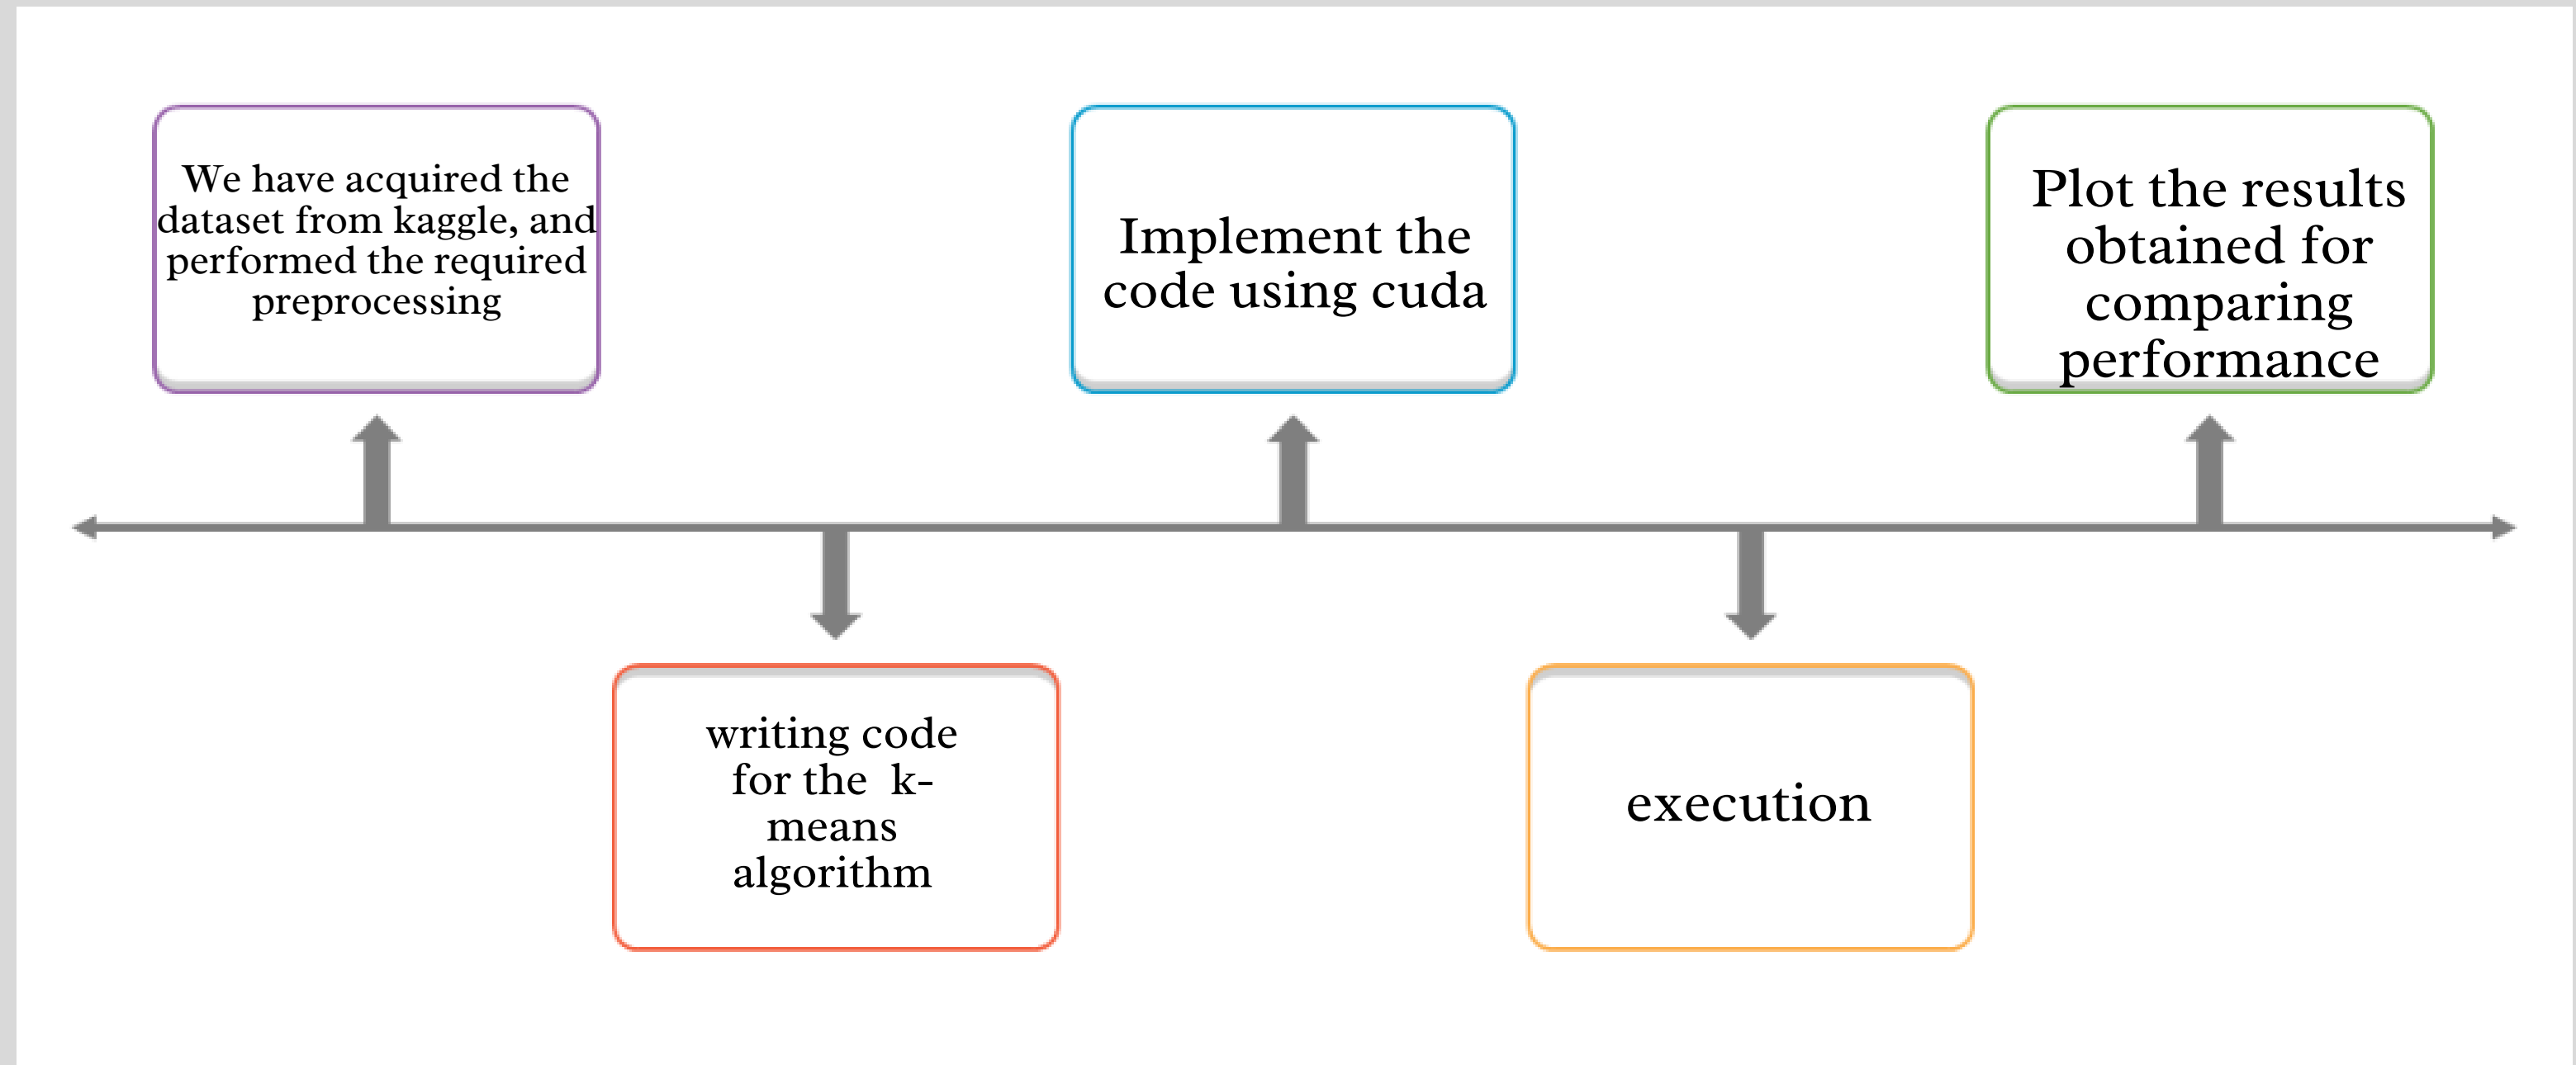 We have acquired the
dataset from kaggle, and
performed the required
preprocessing
writing code
for the  k-
means
algorithm
Implement the
code using cuda
execution
Plot the results
obtained for
comparing
performance